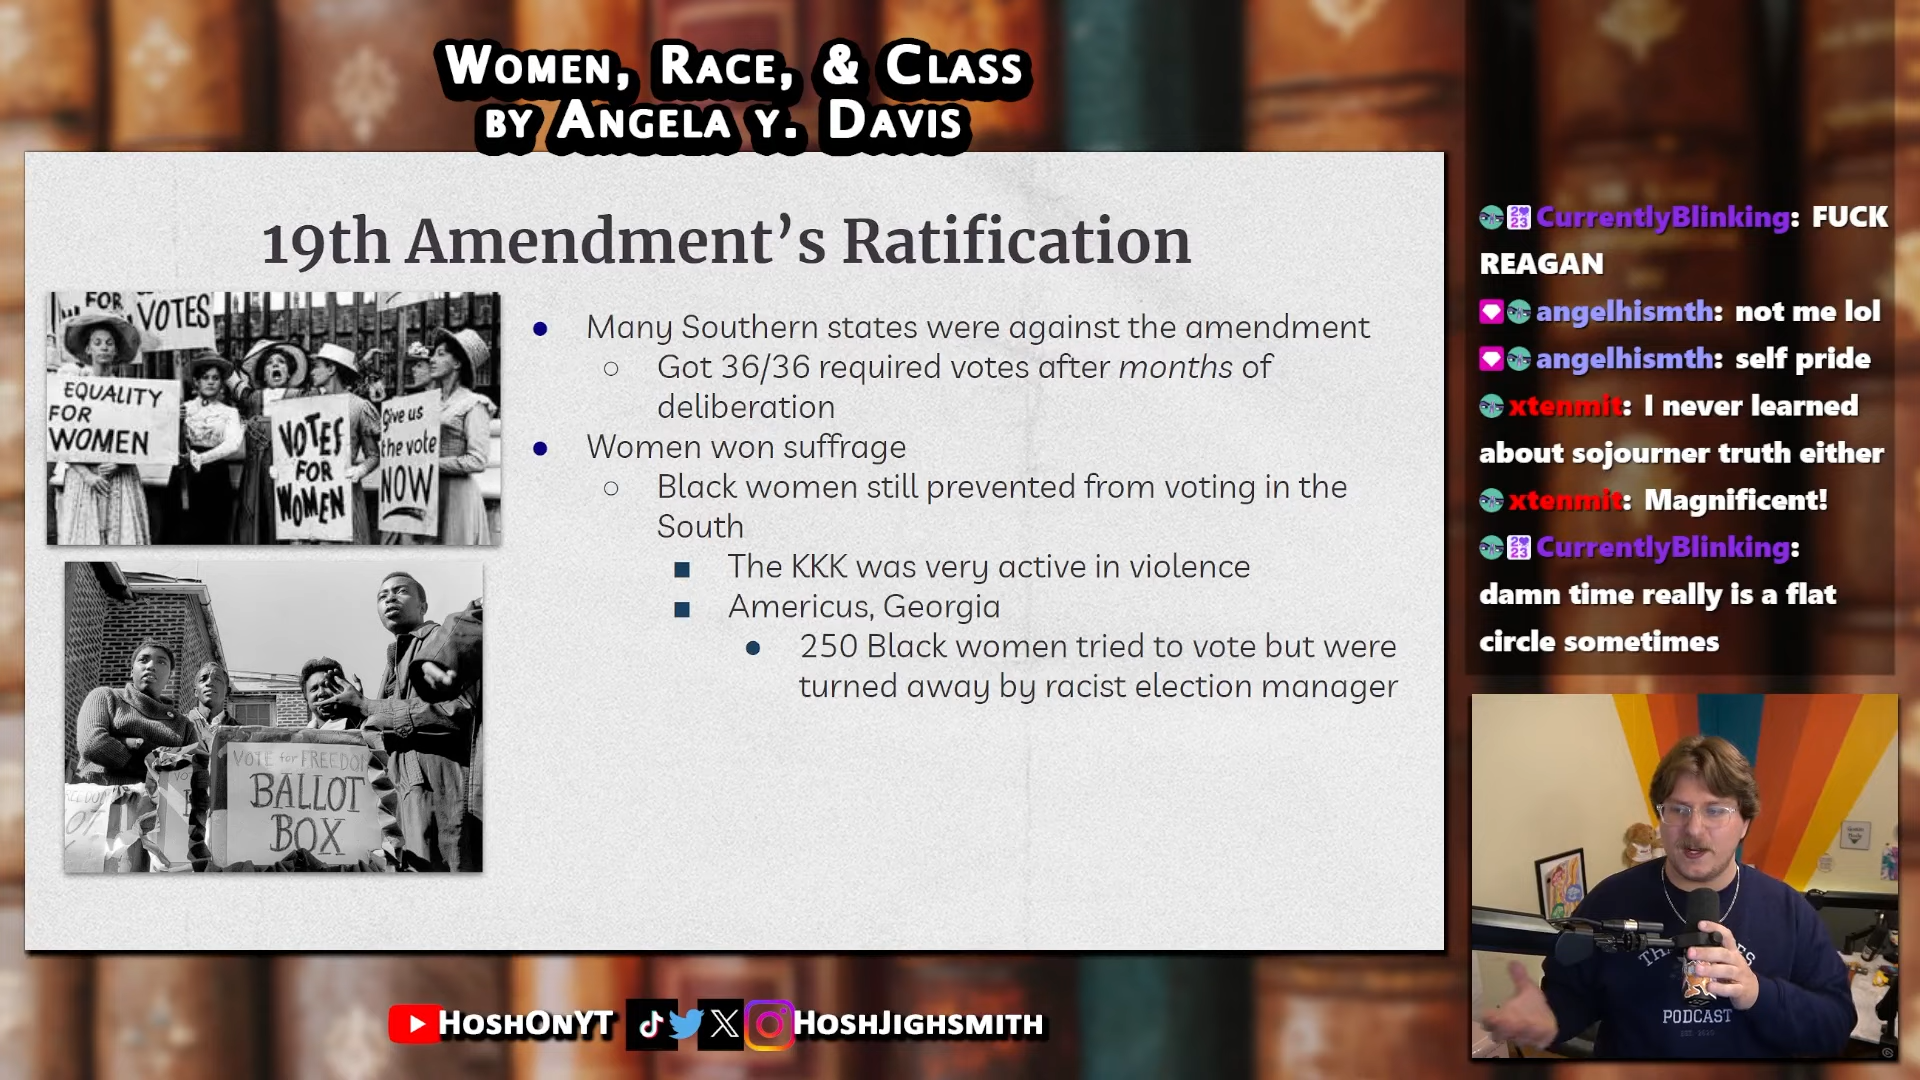 WOMEN, RACE, & CLASS
BY ANGELA Y. DAVIS
19th Amendment's Ratification
FOR
VOTES
EQUALITY
FOR
WOMEN
VOTES
FOR
WOMEN
Give us
the vote
NOW
VOTE for FREEDOM
BALLOT
BOX
• Many Southern states were against the amendment
○ Got 36/36 required votes after months of
deliberation
• Women won suffrage
○ Black women still prevented from voting in the
South
■ The KKK was very active in violence
■ Americus, Georgia
• 250 Black women tried to vote but were
turned away by racist election manager
CurrentlyBlinking: FUCK
REAGAN
angelhismth: not me lol
angelhismth: self pride
xtenmit: I never learned
about sojourner truth either
xtenmit: Magnificent!
CurrentlyBlinking:
damn time really is a flat
circle sometimes
PODCAST
HOSHONYT
HOSHJIGHSMITH